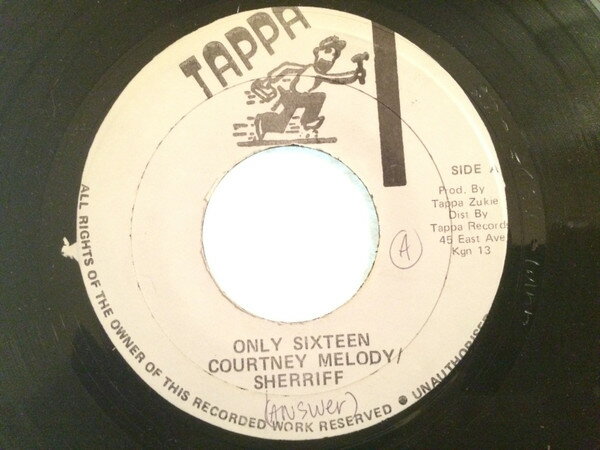 TAPPA
SIDE A
Prod. By
Tappa Zukie
Dist By
Tappa Records
45 East Ave
Kgn 13
A
ONLY SIXTEEN
COURTNEY MELODY/
SHERRIFF
(ANSWER)
ALL RIGHTS OF THE OWNER OF THIS RECORDED WORK RESERVED ● UNAUTHORISED